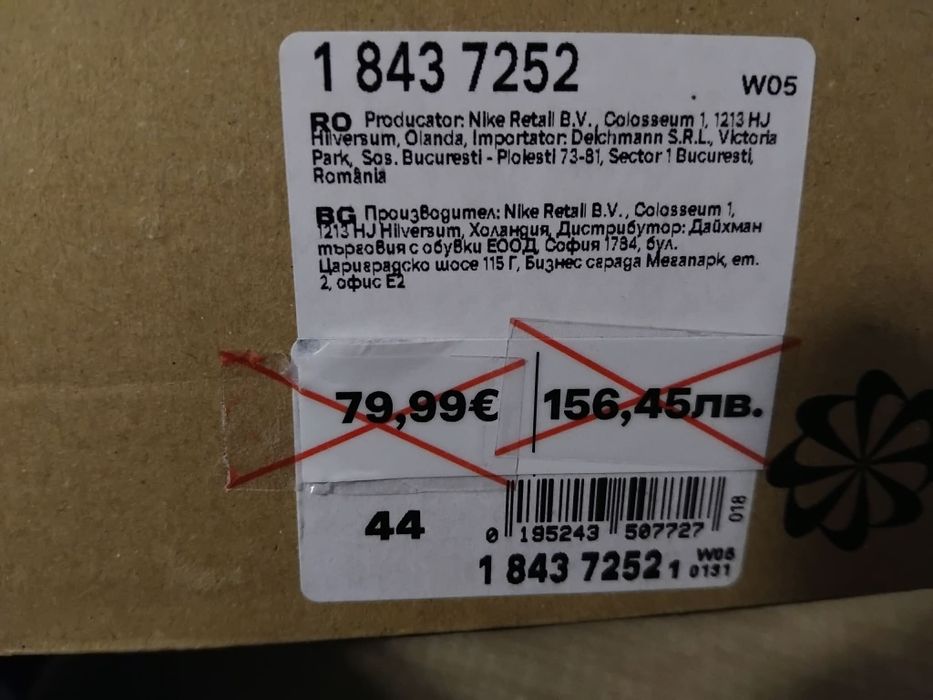 1 843 7252
W05
RO Producator: Nike Retail B.V., Colosseum 1, 1213 HJ
Hilversum, Olanda, Importator: Deichmann S.R.L, Victoria
Park, Sos. Bucuresti - Ploiesti 73-81, Sector 1 Bucuresti,
România
BG Производител: Nike Retail B.V., Colosseum 1,
1213 HJ Hilversum, Холандия, Дистрибутор: Дайхман
търговия с обувки ЕООД, София 1784, бул.
Цариградско шосе 115 Г, Бизнес сграда Мегапарк, ет.
2, офис Е2
79,99€ 156,45лв.
44
0 195243 507727
018
1 843 7252 1 W05
0131